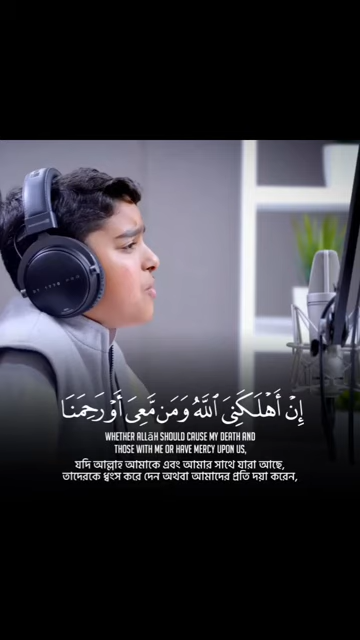 إِنْ أَهْلَكَنِىَ ٱللَّهُ وَمَن مَّعِىَ أَوْ رَحِمَنَا
WHETHER ALLāH SHOULD CAUSE MY DEATH AND
THOSE WITH ME OR HAVE MERCY UPON US,
যদি আল্লাহ আমাকে এবং আমার সাথে যারা আছে,
তাদেরকে ধ্বংস করে দেন অথবা আমাদের প্রতি দয়া করেন,